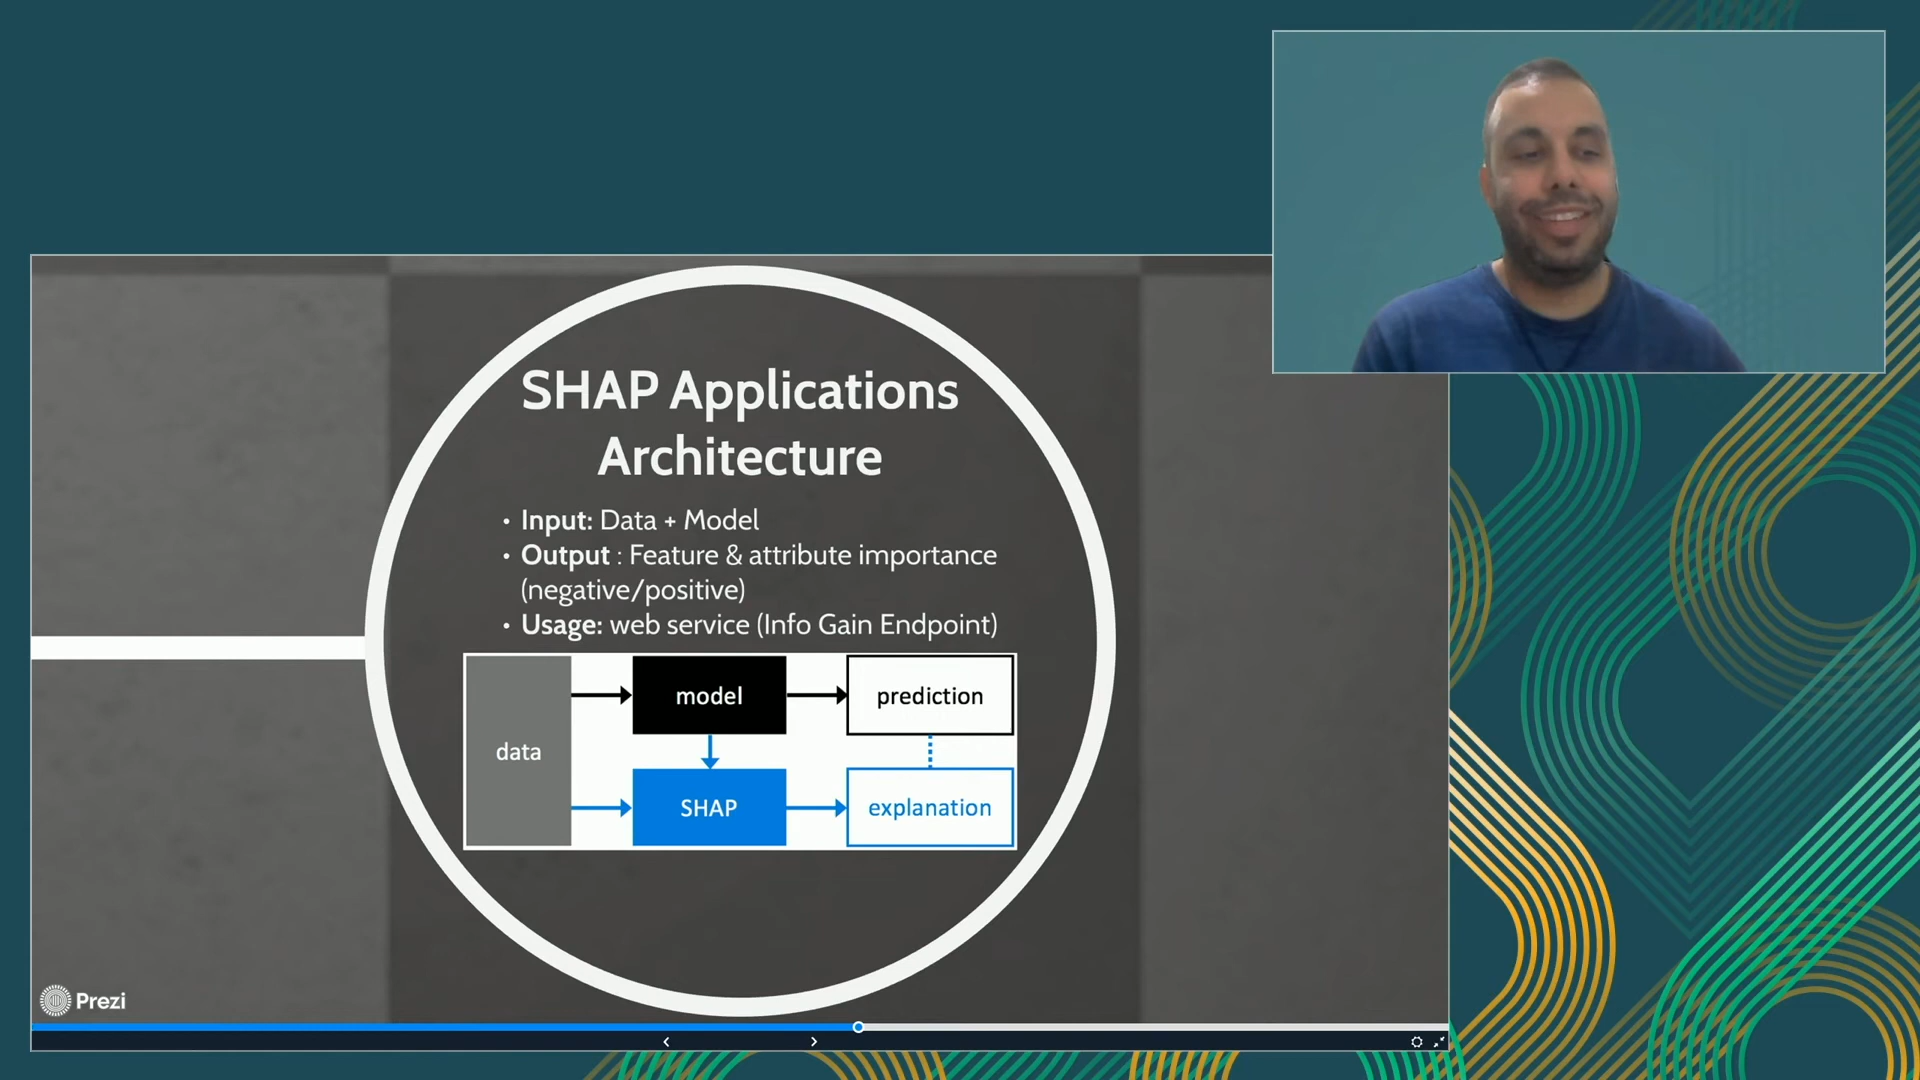 SHAP Applications
Architecture
• Input: Data + Model
• Output : Feature & attribute importance
(negative/positive)
• Usage: web service (Info Gain Endpoint)
model
prediction
data
SHAP
explanation
Prezi